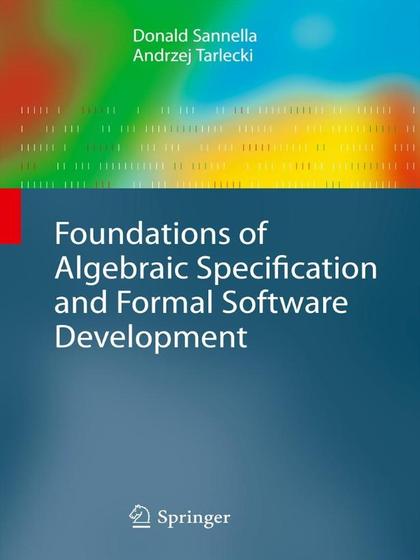 Donald Sannella
Andrzej Tarlecki
Foundations of
Algebraic Specification
and Formal Software
Development
Springer